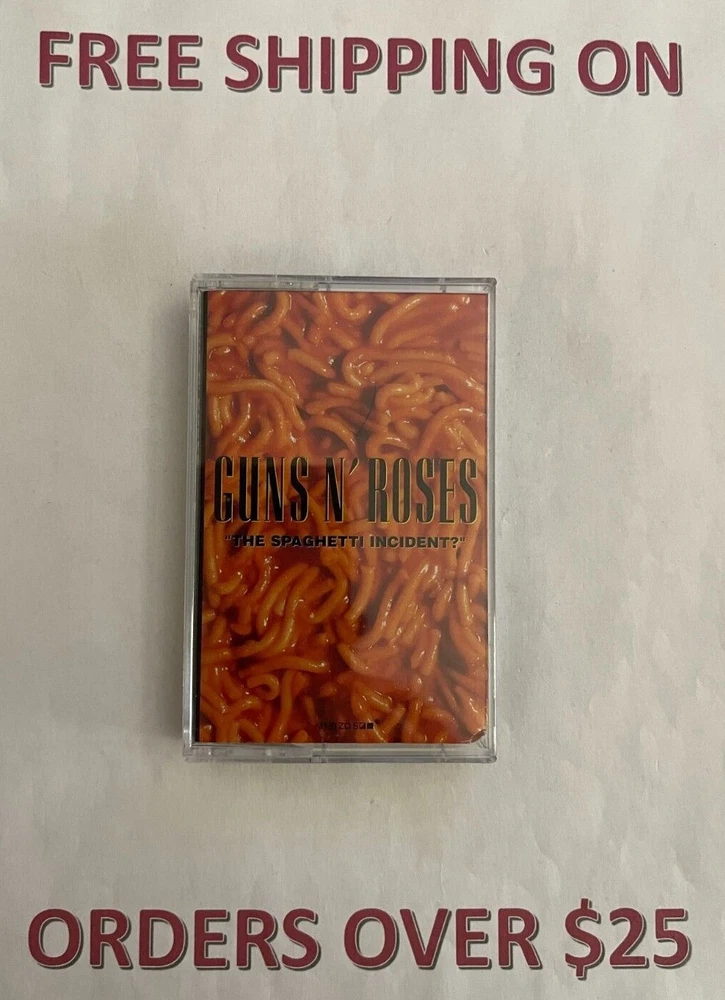 FREE SHIPPING ON
GUNS N' ROSES
"THE SPAGHETTI INCIDENT?"
ORDERS OVER $25